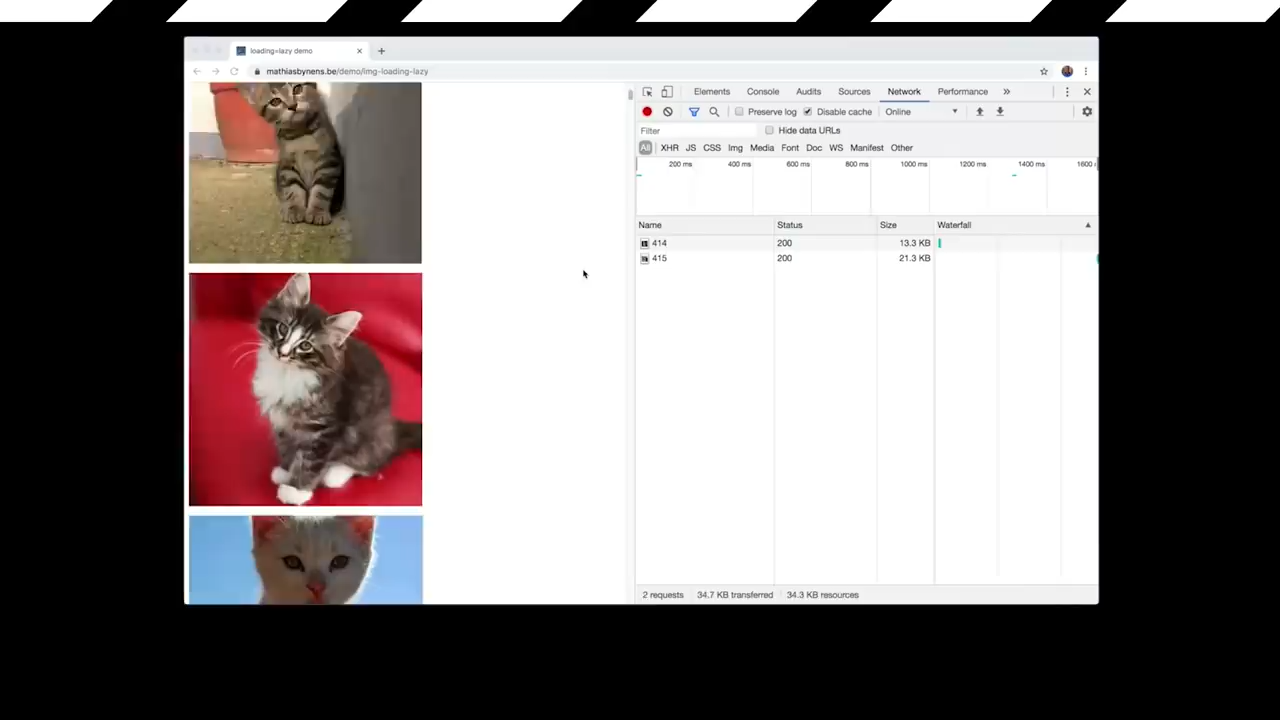 loading=lazy demo
mathiasbynens.be/demo/img-loading-lazy
Elements Console Audits Sources Network Performance
Preserve log Disable cache Online
Filter Hide data URLs
All XHR JS CSS Img Media Font Doc WS Manifest Other
200 ms 400 ms 600 ms 800 ms 1000 ms 1200 ms 1400 ms 1600
Name Status Size Waterfall
414 200 13.3 KB
415 200 21.3 KB
2 requests 34.7 KB transferred 34.3 KB resources